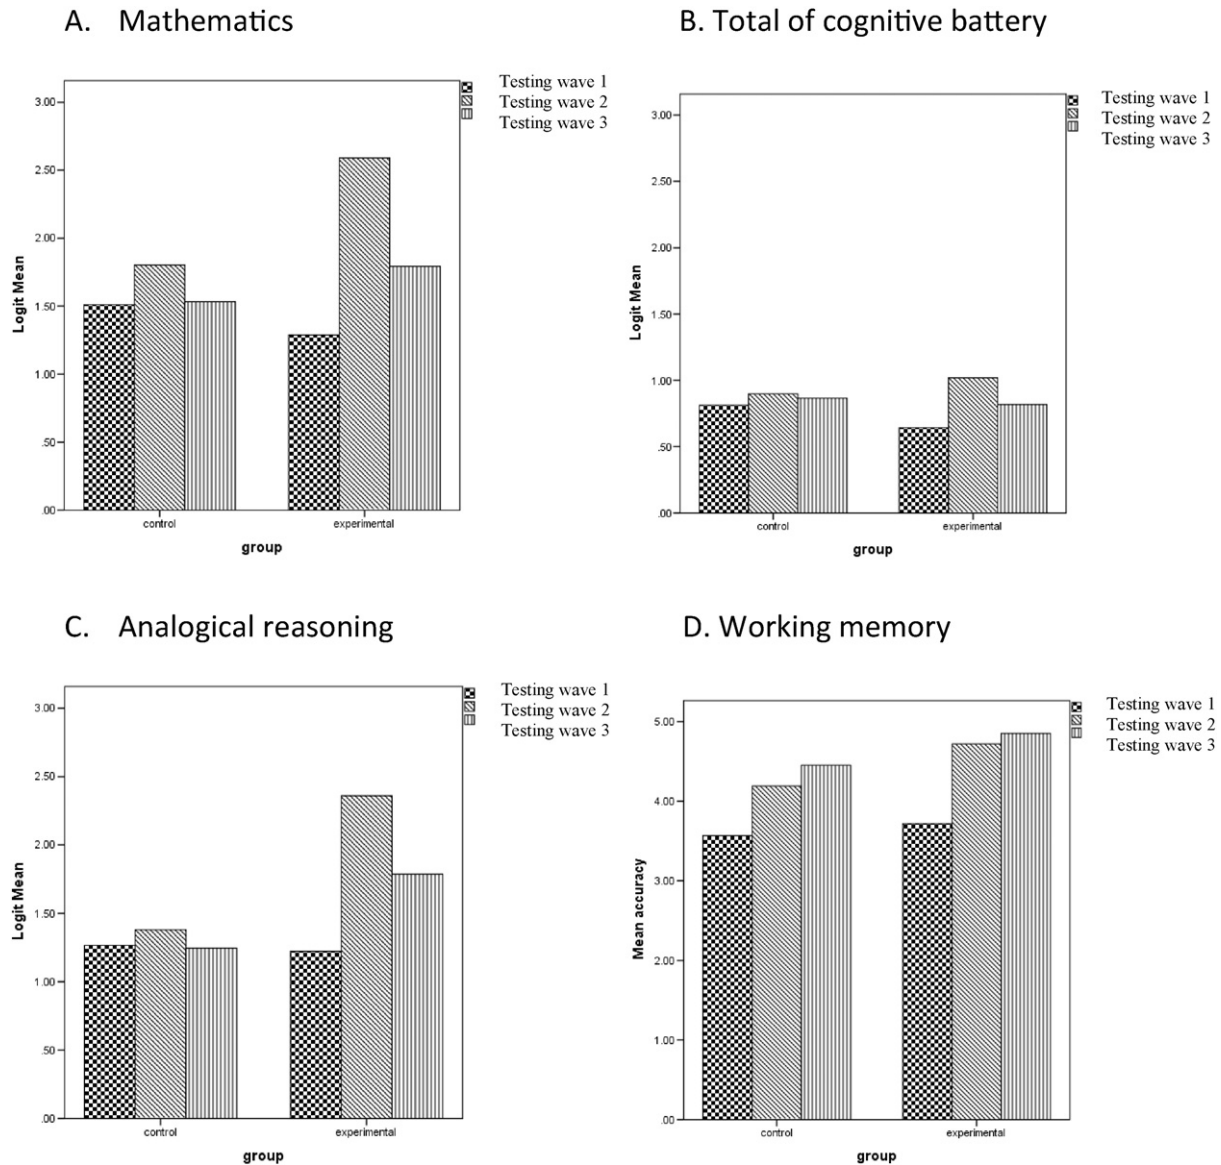 A. Mathematics
Testing wave 1
Testing wave 2
Testing wave 3
3.00
2.50
2.00
1.50
1.00
.50
.00
Logit Mean
control
experimental
group
B. Total of cognitive battery
Testing wave 1
Testing wave 2
Testing wave 3
3.00
2.50
2.00
1.50
1.00
.50
.00
Logit Mean
control
experimental
group
C. Analogical reasoning
Testing wave 1
Testing wave 2
Testing wave 3
3.00
2.50
2.00
1.50
1.00
.50
.00
Logit Mean
control
experimental
group
D. Working memory
Testing wave 1
Testing wave 2
Testing wave 3
5.00
4.00
3.00
2.00
1.00
.00
Mean accuracy
control
experimental
group